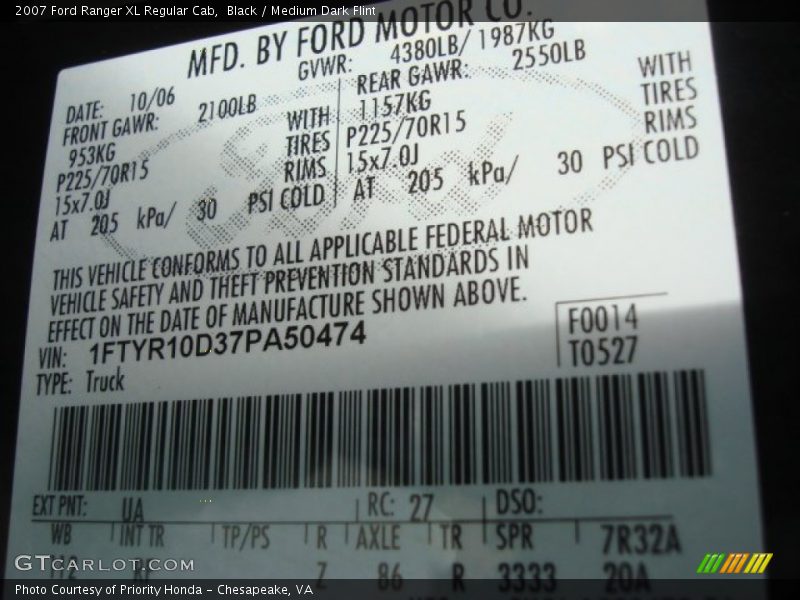 2007 Ford Ranger XL Regular Cab, Black / Medium Dark Flint
MFD. BY FORD MOTOR CO.
DATE: 10/06 GVWR: 4380LB/ 1987KG
FRONT GAWR: 2100LB REAR GAWR: 2550LB
953KG WITH 1157KG WITH
P225/70R15 TIRES P225/70R15 TIRES
15x7.0J RIMS 15x7.0J RIMS
AT 205 kPa/ 30 PSI COLD AT 205 kPa/ 30 PSI COLD
THIS VEHICLE CONFORMS TO ALL APPLICABLE FEDERAL MOTOR
VEHICLE SAFETY AND THEFT PREVENTION STANDARDS IN
EFFECT ON THE DATE OF MANUFACTURE SHOWN ABOVE.
VIN: 1FTYR10D37PA50474
TYPE: Truck
F0014
T0527
EXT PNT: UA RC: 27 DSO:
WB INT TR TP/PS R AXLE TR SPR 7R32A
112 Z 86 R 3333 20A
GTCARLOT.COM
Photo Courtesy of Priority Honda – Chesapeake, VA